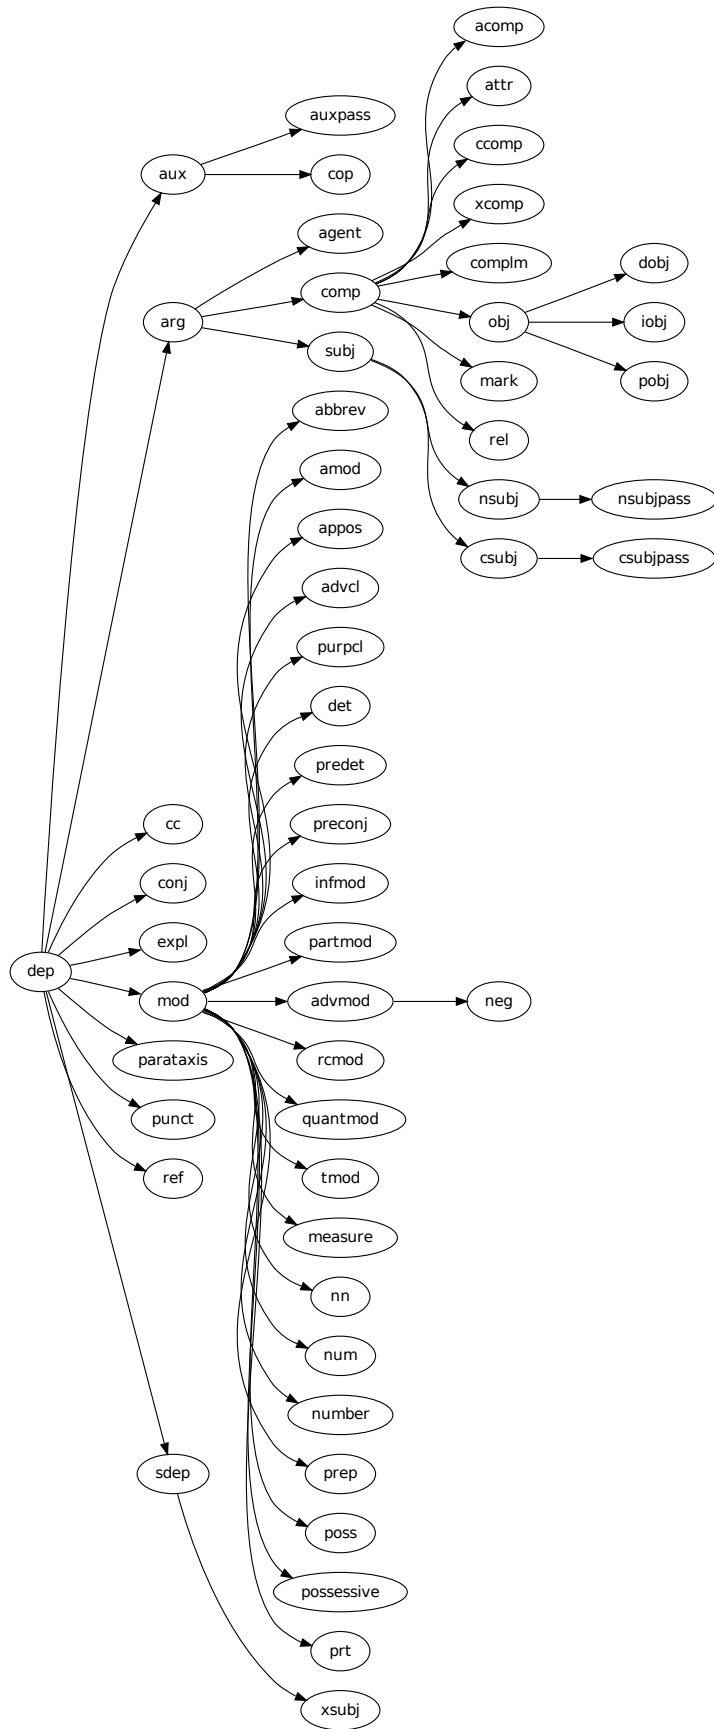 acomp
attr
auxpass
ccomp
aux
cop
xcomp
agent
complm
dobj
comp
arg
obj
iobj
subj
mark
pobj
abbrev
rel
amod
nsubj
nsubjpass
appos
csubj
csubjpass
advcl
purpcl
det
predet
cc
preconj
conj
infmod
expl
partmod
dep
mod
advmod
neg
parataxis
rcmod
punct
quantmod
ref
tmod
measure
nn
num
number
sdep
prep
poss
possessive
prt
xsubj